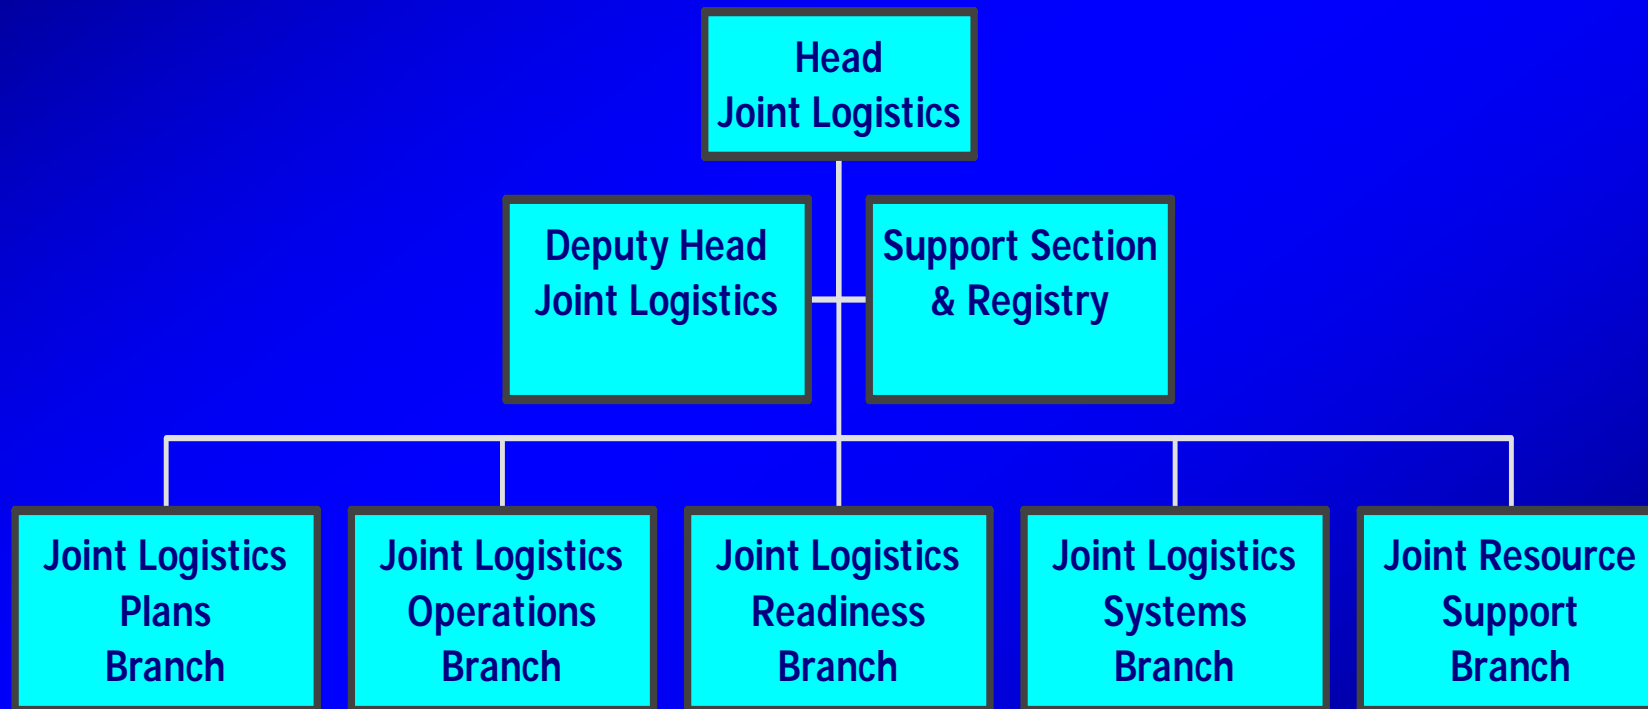 Head
Joint Logistics
Deputy Head
Joint Logistics
Support Section
& Registry
Joint Logistics
Plans
Branch
Joint Logistics
Operations
Branch
Joint Logistics
Readiness
Branch
Joint Logistics
Systems
Branch
Joint Resource
Support
Branch